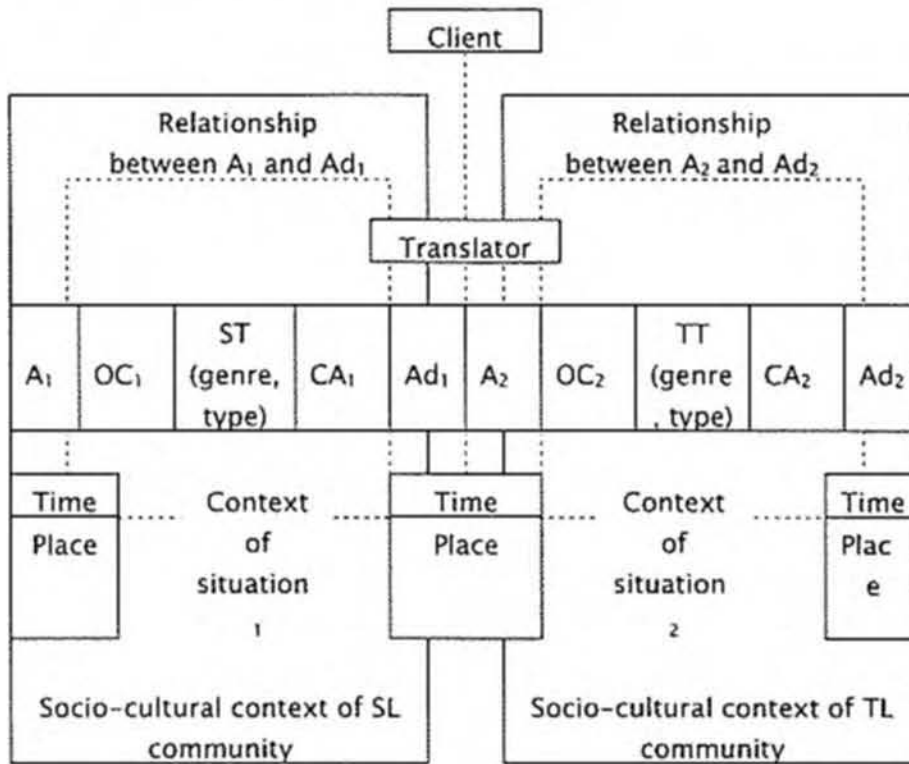 Client
Relationship
between A₁ and Ad₁
Relationship
between A₂ and Ad₂
Translator
A₁
OC₁
ST
(genre,
type)
CA₁
Ad₁
A₂
OC₂
TT
(genre
, type)
CA₂
Ad₂
Time
Place
Context
of
situation
1
Time
Place
Context
of
situation
2
Time
Plac
e
Socio-cultural context of SL
community
Socio-cultural context of TL
community